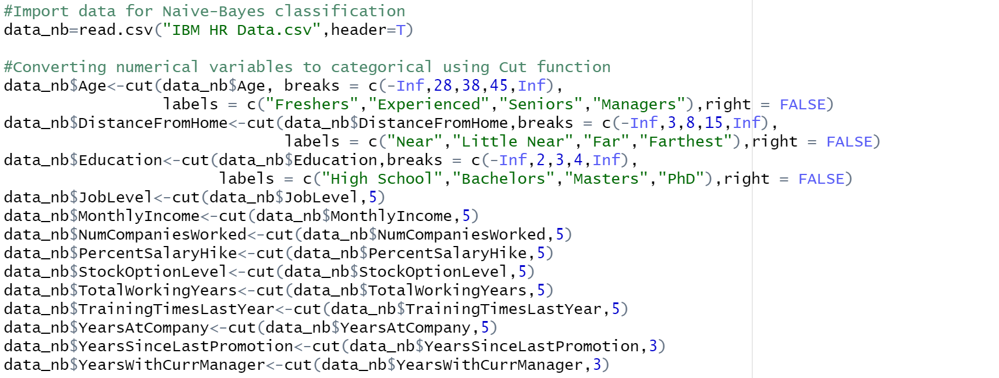 #Import data for Naive-Bayes classification
data_nb=read.csv("IBM HR Data.csv",header=T)
#Converting numerical variables to categorical using Cut function
data_nb$Age<-cut(data_nb$Age, breaks = c(-Inf,28,38,45,Inf),
labels = c("Freshers","Experienced","Seniors","Managers"),right = FALSE)
data_nb$DistanceFromHome<-cut(data_nb$DistanceFromHome,breaks = c(-Inf,3,8,15,Inf),
labels = c("Near","Little Near","Far","Farthest"),right = FALSE)
data_nb$Education<-cut(data_nb$Education,breaks = c(-Inf,2,3,4,Inf),
labels = c("High School","Bachelors","Masters","PhD"),right = FALSE)
data_nb$JobLevel<-cut(data_nb$JobLevel,5)
data_nb$MonthlyIncome<-cut(data_nb$MonthlyIncome,5)
data_nb$NumCompaniesWorked<-cut(data_nb$NumCompaniesWorked,5)
data_nb$PercentSalaryHike<-cut(data_nb$PercentSalaryHike,5)
data_nb$StockOptionLevel<-cut(data_nb$StockOptionLevel,5)
data_nb$TotalWorkingYears<-cut(data_nb$TotalWorkingYears,5)
data_nb$TrainingTimesLastYear<-cut(data_nb$TrainingTimesLastYear,5)
data_nb$YearsAtCompany<-cut(data_nb$YearsAtCompany,5)
data_nb$YearsSinceLastPromotion<-cut(data_nb$YearsSinceLastPromotion,3)
data_nb$YearsWithCurrManager<-cut(data_nb$YearsWithCurrManager,3)